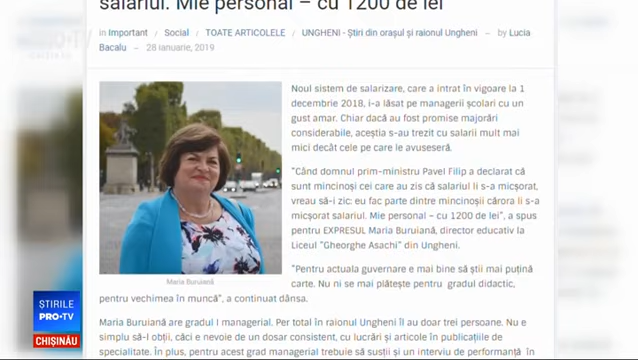 salariul. Mie personal – cu 1200 de lei
in Important / Social / TOATE ARTICOLELE / UNGHENI - Știri din orașul și raionul Ungheni — by Lucia
Bacalu — 28 ianuarie, 2019
PRO•TV
Noul sistem de salarizare, care a intrat în vigoare la 1
decembrie 2018, i-a lăsat pe managerii școlari cu un
gust amar. Chiar dacă au fost promise majorări
considerabile, aceștia s-au trezit cu salarii mult mai
mici decât cele pe care le avuseseră.
"Când domnul prim-ministru Pavel Filip a declarat că
sunt mincinoși cei care au zis că salariul li s-a micșorat,
vreau să-i zic: eu fac parte dintre mincinoșii cărora li s-a
micșorat salariul. Mie personal – cu 1200 de lei", a spus
pentru EXPRESUL Maria Buruiană, director educativ la
Liceul "Gheorghe Asachi" din Ungheni.
Maria Buruiană
"Pentru actuala guvernare e mai bine să știi mai puțină
carte. Nu ni se mai plătește pentru gradul didactic,
pentru vechimea în muncă", a continuat dânsa.
Maria Buruiană are gradul I managerial. Per total în raionul Ungheni îl au doar trei persoane. Nu e
simplu să-l obții, căci e nevoie de un dosar consistent, cu lucrări și articole în publicațiile de
specialitate. În plus, pentru acest grad managerial trebuie să susții și un interviu de performanță în
ȘTIRILE
PRO•TV
CHIȘINĂU